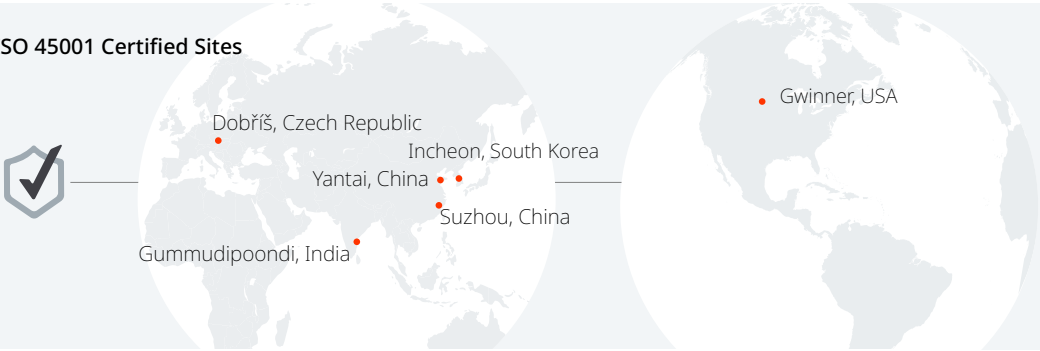 SO 45001 Certified Sites
Gwinner, USA
Dobříš, Czech Republic
Incheon, South Korea
Yantai, China
Suzhou, China
Gummudipoondi, India